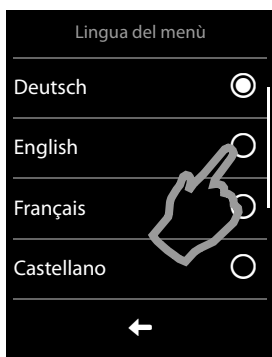 Lingua del menù
Deutsch
English
Français
Castellano